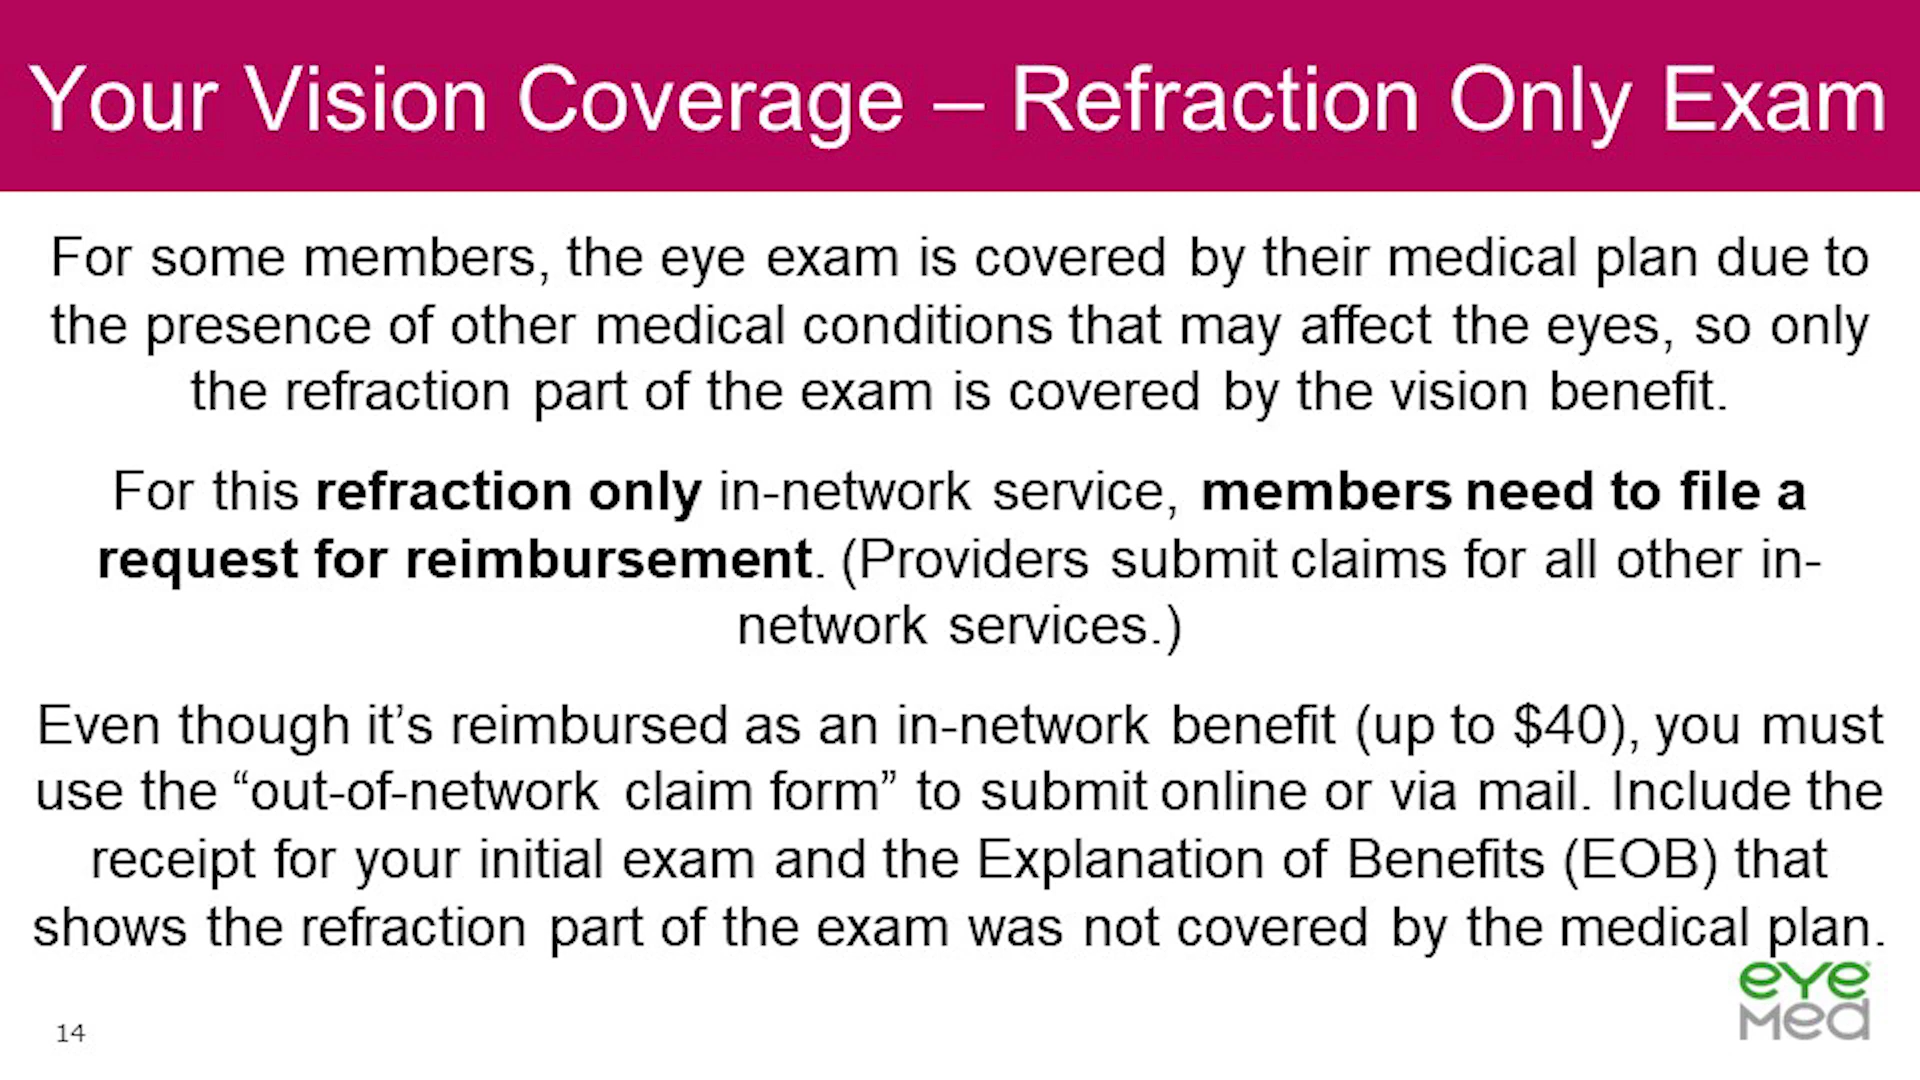 Your Vision Coverage – Refraction Only Exam
For some members, the eye exam is covered by their medical plan due to
the presence of other medical conditions that may affect the eyes, so only
the refraction part of the exam is covered by the vision benefit.
For this refraction only in-network service, members need to file a
request for reimbursement. (Providers submit claims for all other in-
network services.)
Even though it’s reimbursed as an in-network benefit (up to $40), you must
use the “out-of-network claim form” to submit online or via mail. Include the
receipt for your initial exam and the Explanation of Benefits (EOB) that
shows the refraction part of the exam was not covered by the medical plan.
eye
med
14